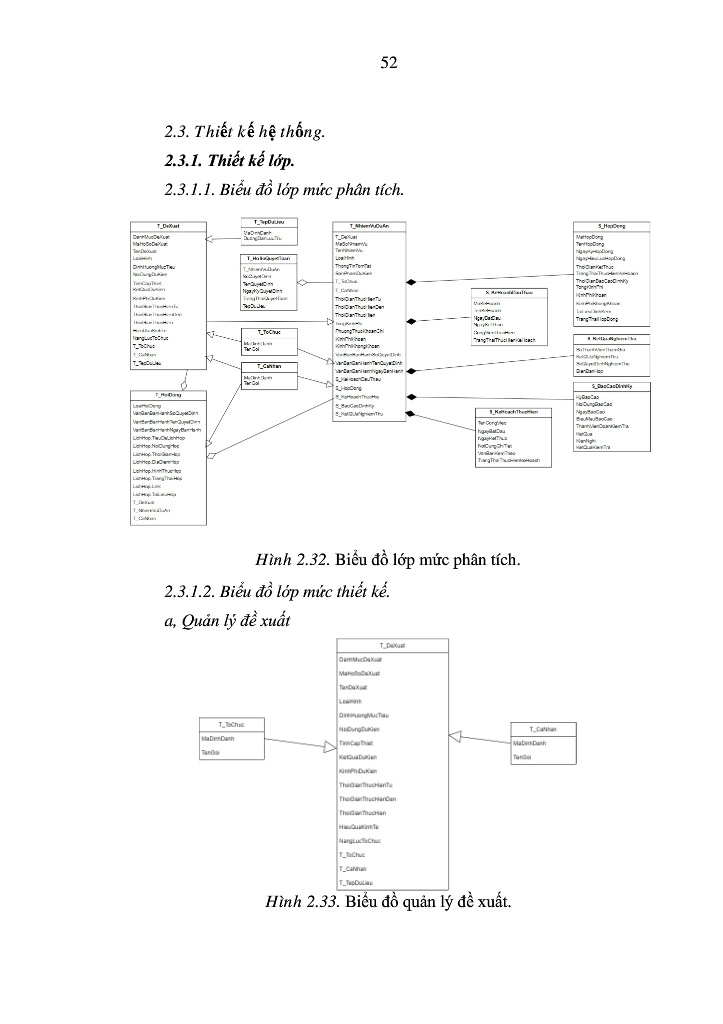 52
2.3. Thiết kế hệ thống.
2.3.1. Thiết kế lớp.
2.3.1.1. Biểu đồ lớp mức phân tích.
T_DeXuat
DanhMucDeXuat
MaHoSoDeXuat
TenDeXuat
LoaiHinh
DinhHuongMucTieu
NoiDungDuKien
TinhCapThiet
KetQuaDuKien
KinhPhiDuKien
ThoiGianThucHienTu
ThoiGianThucHienDen
ThoiGianThucHien
HieuQuaKinhTe
NangLucToChuc
T_ToChuc
T_CaNhan
T_TepDuLieu
T_TepDuLieu
MaDinhDanh
DuongDanLuuTru
T_HoSoQuyetToan
T_NhiemVuDuAn
SoQuyetDinh
TenQuyetDinh
NgayKyQuyetDinh
TrangThaiQuyetToan
TepDuLieu
T_ToChuc
MaDinhDanh
TenGoi
T_CaNhan
MaDinhDanh
TenGoi
T_HoiDong
LoaiHoiDong
VanBanBanHanhSoQuyetDinh
VanBanBanHanhTenQuyetDinh
VanBanBanHanhNgayBanHanh
LichHop.TieuDeLichHop
LichHop.NoiDungHop
LichHop.ThoiGianHop
LichHop.DiaDiemHop
LichHop.HinhThucHop
LichHop.TrangThaiHop
LichHop.Link
LichHop.TaiLieuHop
T_DeXuat
T_NhiemVuDuAn
T_CaNhan
T_NhiemVuDuAn
T_DeXuat
MaSoNhiemVu
TenNhiemVu
LoaiHinh
ThongTinTomTat
SanPhamDuKien
T_ToChuc
T_CaNhan
ThoiGianThucHienTu
ThoiGianThucHienDen
ThoiGianThucHien
TongKinhPhi
PhuongThucKhoanChi
KinhPhiKhoan
KinhPhiKhongKhoan
VanBanBanHanhSoQuyetDinh
VanBanBanHanhTenQuyetDinh
VanBanBanHanhNgayBanHanh
S_KeHoachDauThau
S_HopDong
S_KeHoachThucHie
S_BaoCaoDinhKy
S_KetQUaNghiemThu
S_KeHoachDauThau
MaKeHoach
TenKeHoach
NgayBatDau
NgayKetThuc
CongVienThucHien
TrangThaiThucHienKeHoach
S_KeHoachThucHien
TenCongViec
NgayBatDau
NgayKetThuc
NoiDungChiTiet
VanBanKemTheo
TrangThaiThucHienKeHoach
S_HopDong
MaHopDong
TenHopDong
NgayKyHopDong
NgayHieuLucHopDong
ThoiGianKetThuc
TrangThaiThucHienKeHoach
ThoiGianBaoCaoDinhKy
TongKinhPhi
KinhPhiKhoan
KinhPhiKhongKhoan
TaiLieuDinhKem
TrangThaiHopDong
S_KetQuaNghiemThu
SoThanhVienThamGia
KetQUaNghiemThu
SoQuyetDinhNghiemThu
BienBanHop
S_BaoCaoDinhKy
KyBaoCao
NoiDungBaoCao
NgayBaoCao
BieuMauBaoCao
ThanhVienDoanKiemTra
KetQua
KienNghi
KetQuaKiemTra
Hình 2.32. Biểu đồ lớp mức phân tích.
2.3.1.2. Biểu đồ lớp mức thiết kế.
a, Quản lý đề xuất
T_DeXuat
DanhMucDeXuat
MaHoSoDeXuat
TenDeXuat
LoaiHinh
DinhHuongMucTieu
NoiDungDuKien
TinhCapThiet
KetQuaDuKien
KinhPhiDuKien
ThoiGianThucHienTu
ThoiGianThucHienDen
ThoiGianThucHien
HieuQuaKinhTe
NangLucToChuc
T_ToChuc
T_CaNhan
T_TepDuLieu
T_ToChuc
MaDinhDanh
TenGoi
T_CaNhan
MaDinhDanh
TenGoi
Hình 2.33. Biểu đồ quản lý đề xuất.